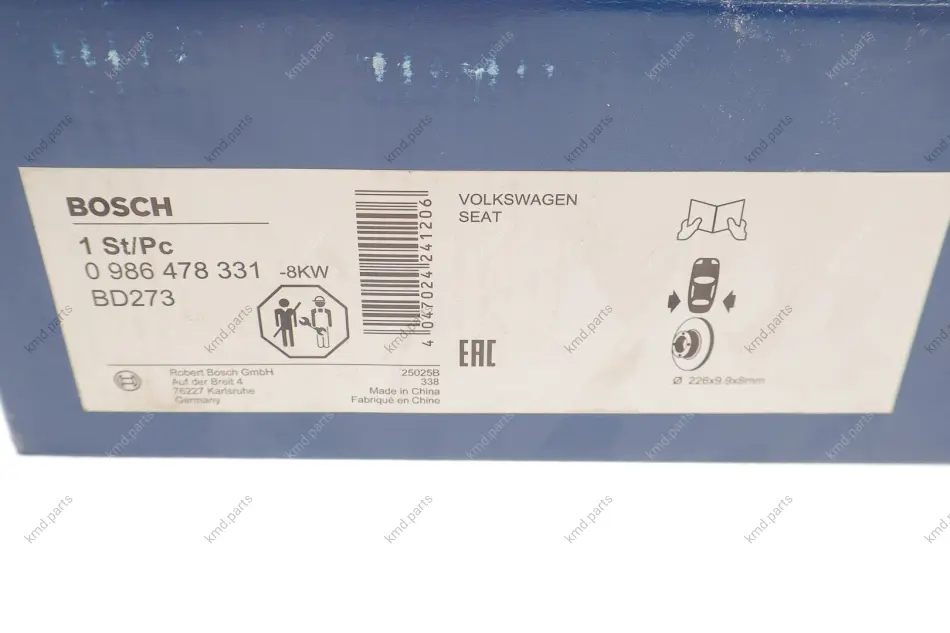 BOSCH
1 St/Pc
0 986 478 331 -8KW
BD273
4 047024 241206
VOLKSWAGEN
SEAT
EAC
Robert Bosch GmbH
Auf der Breit 4
76227 Karlsruhe
Germany
25025B
338
Made in China
Fabriqué en Chine
Ø 226x9.9x8mm
kmd.parts